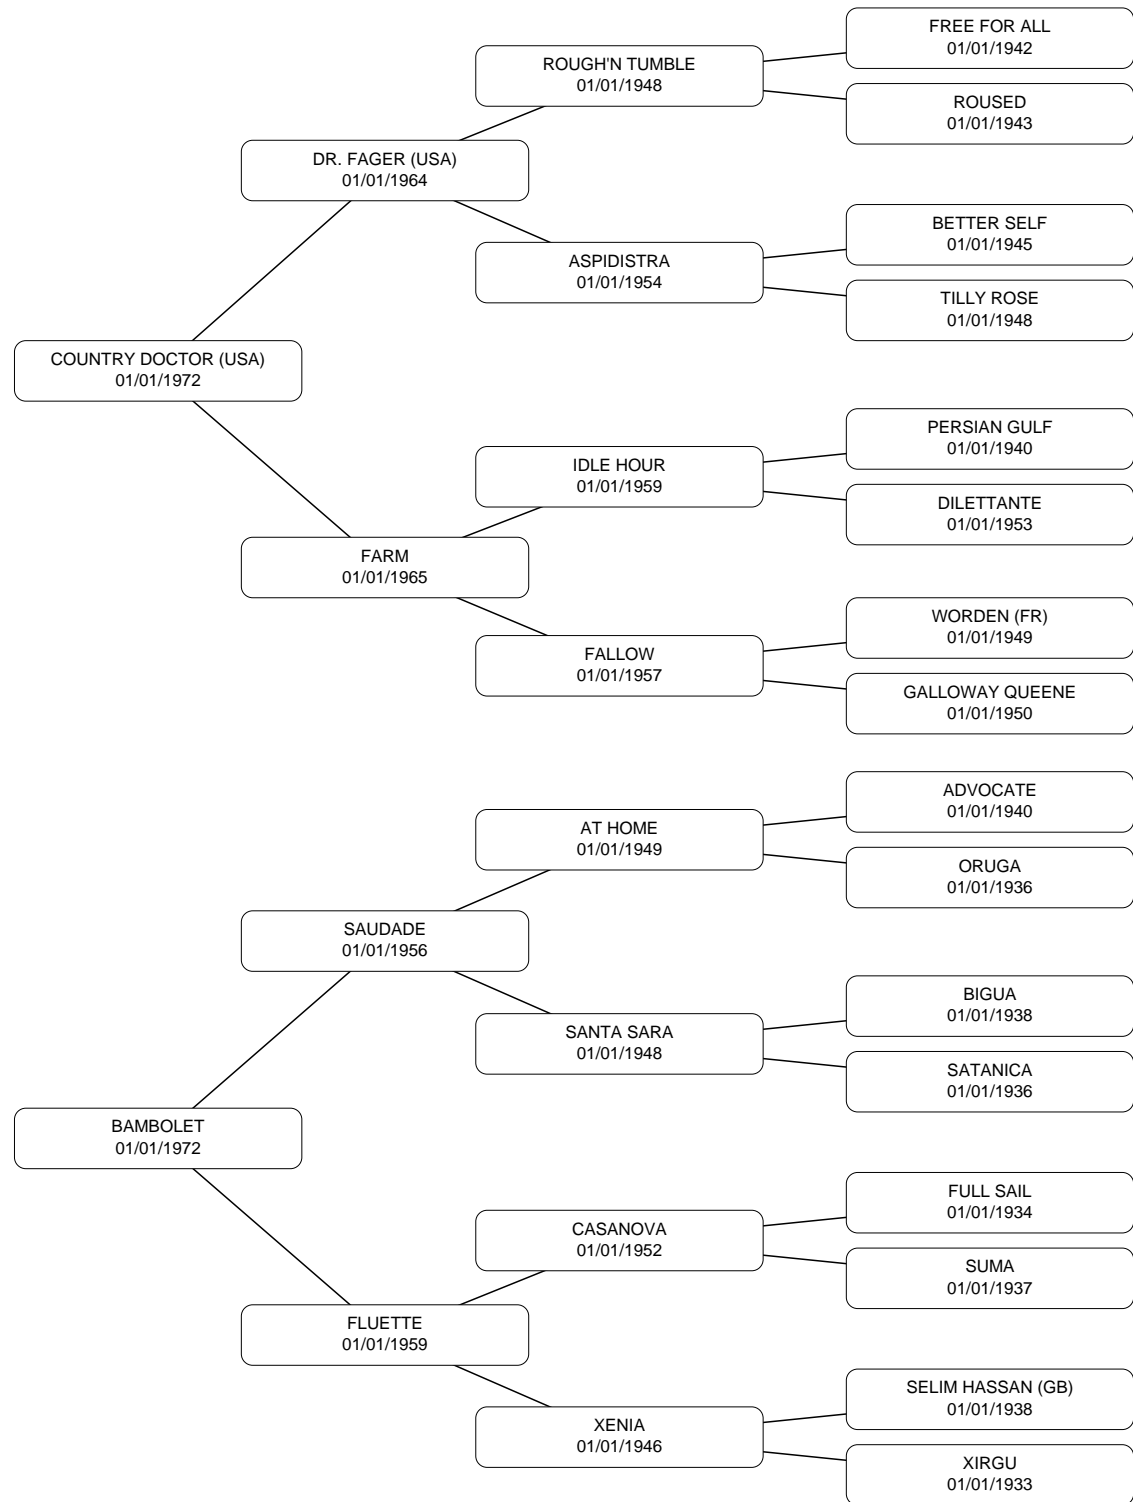 FREE FOR ALL
01/01/1942
ROUGH'N TUMBLE
01/01/1948
ROUSED
01/01/1943
DR. FAGER (USA)
01/01/1964
BETTER SELF
01/01/1945
ASPIDISTRA
01/01/1954
TILLY ROSE
01/01/1948
COUNTRY DOCTOR (USA)
01/01/1972
PERSIAN GULF
01/01/1940
IDLE HOUR
01/01/1959
DILETTANTE
01/01/1953
FARM
01/01/1965
WORDEN (FR)
01/01/1949
FALLOW
01/01/1957
GALLOWAY QUEENE
01/01/1950
ADVOCATE
01/01/1940
AT HOME
01/01/1949
ORUGA
01/01/1936
SAUDADE
01/01/1956
BIGUA
01/01/1938
SANTA SARA
01/01/1948
SATANICA
01/01/1936
BAMBOLET
01/01/1972
FULL SAIL
01/01/1934
CASANOVA
01/01/1952
SUMA
01/01/1937
FLUETTE
01/01/1959
SELIM HASSAN (GB)
01/01/1938
XENIA
01/01/1946
XIRGU
01/01/1933